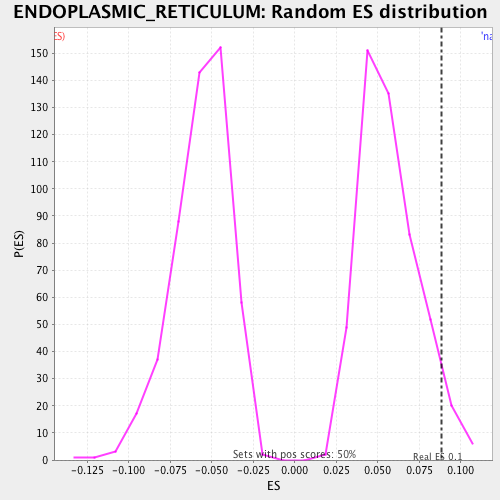 ENDOPLASMIC_RETICULUM: Random ES distribution
ES)
'na
150
140
130
120
110
100
90
80
70
60
50
40
30
20
10
0
P(ES)
Sets with pos scores: 50%
Real ES 0.1
-0.125 -0.100 -0.075 -0.050 -0.025 0.000 0.025 0.050 0.075 0.100
ES